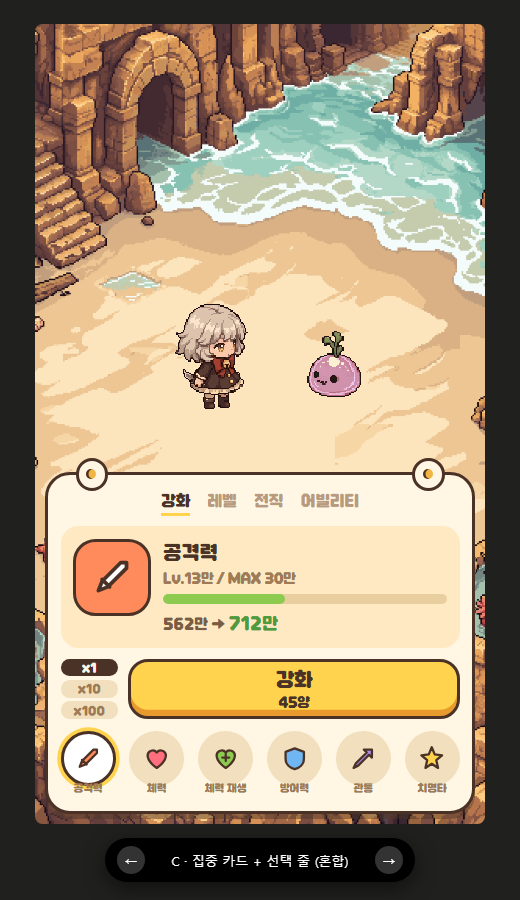 강화 레벨 전직 어빌리티
공격력
Lv.13만 / MAX 30만
562만 → 712만
x1
x10
x100
강화
45양
공격력 체력 체력 재생 방어력 관통 치명타
← C · 집중 카드 + 선택 줄 (혼합) →